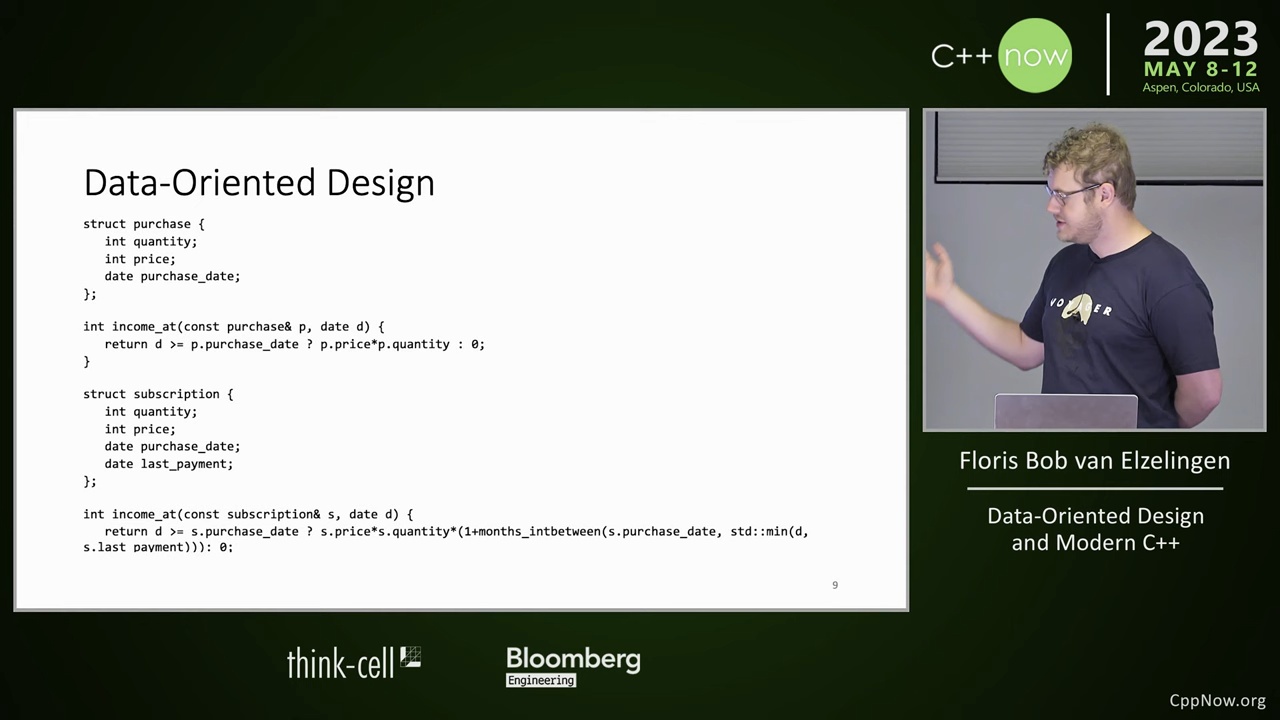 C++ now
2023
MAY 8-12
Aspen, Colorado, USA
Data-Oriented Design
struct purchase {
int quantity;
int price;
date purchase_date;
};
int income_at(const purchase& p, date d) {
return d >= p.purchase_date ? p.price*p.quantity : 0;
}
struct subscription {
int quantity;
int price;
date purchase_date;
date last_payment;
};
int income_at(const subscription& s, date d) {
return d >= s.purchase_date ? s.price*s.quantity*(1+months_intbetween(s.purchase_date, std::min(d,
s.last_payment))): 0;
9
VOYAGER
Floris Bob van Elzelingen
Data-Oriented Design
and Modern C++
think-cell
Bloomberg
Engineering
CppNow.org